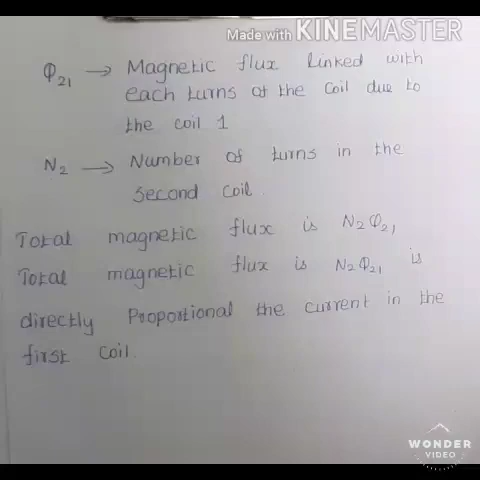 Made with KINEMASTER
Φ21 → Magnetic flux linked with
each turns of the coil due to
the coil 1
N2 → Number of turns in the
second coil.
Total magnetic flux is N2Φ21
Total magnetic flux is N2Φ21 is
directly Proportional the current in the
first coil.
WONDER
VIDEO